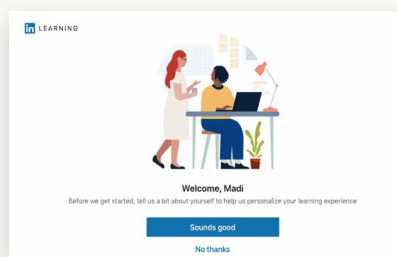 in LEARNING
Welcome, Madi
Before we get started, tell us a bit about yourself to help us personalize your learning experience
Sounds good
No thanks